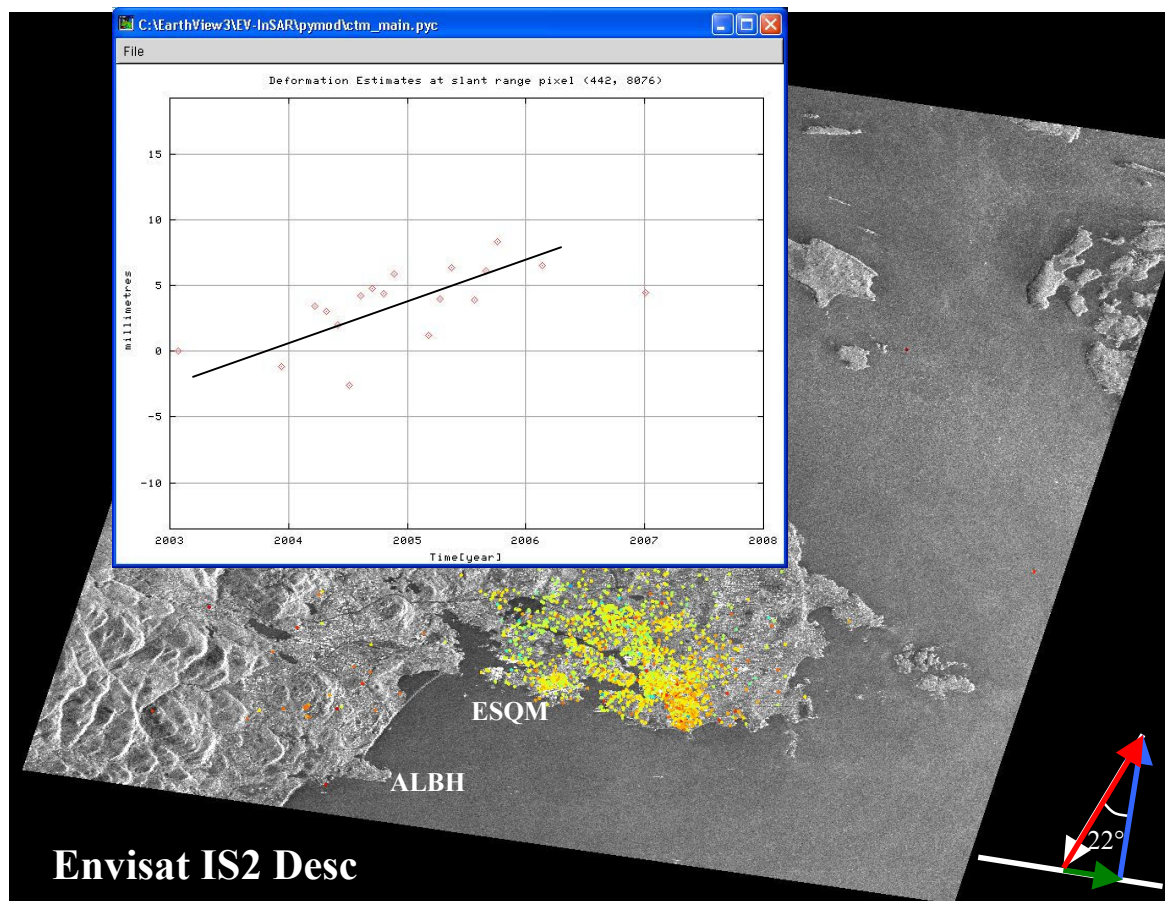 C:\EarthView3\EV-InSAR\pymod\ctm_main.pyc
File
Deformation Estimates at slant range pixel (442, 8076)
15
10
5
0
-5
-10
millimetres
2003 2004 2005 2006 2007 2008
Time[year]
ESQM
ALBH
22°
Envisat IS2 Desc